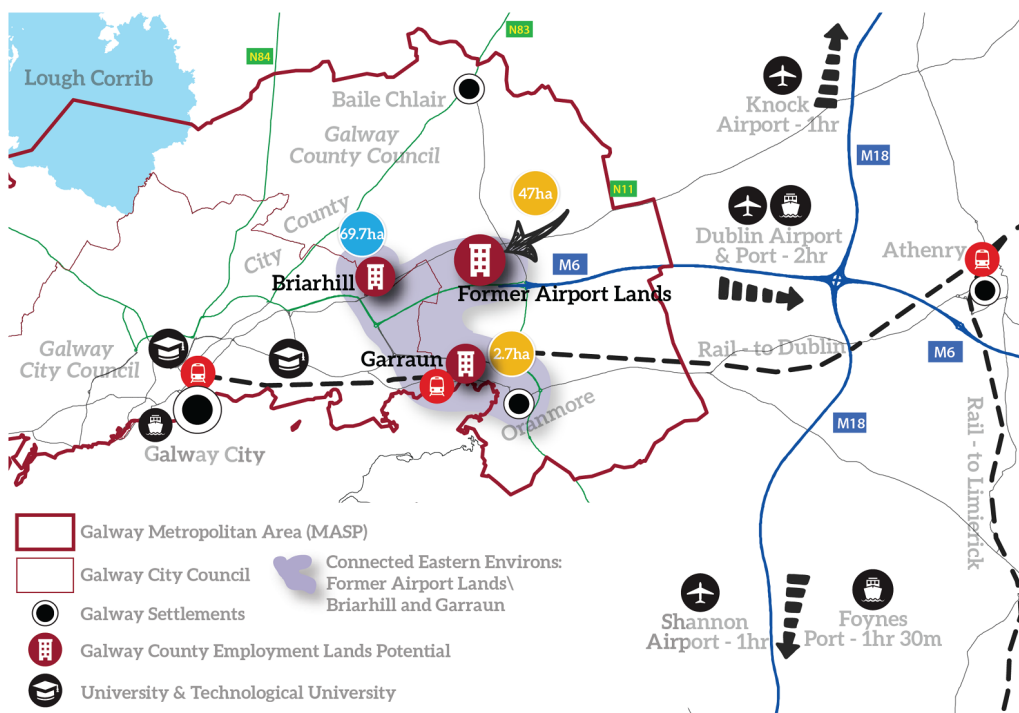 N83
N84
Lough Corrib
Baile Chlair
Knock
Airport - 1hr
Galway
County Council
M18
47ha
N11
County
City
69.7ha
Dublin Airport
& Port - 2hr
Athenry
Briarhill
M6
Former Airport Lands
Galway
City Council
Garraun
2.7ha
Rail - to Dublin
M6
Oranmore
M18
Galway City
Rail - to Limierick
Galway Metropolitan Area (MASP)
Galway City Council
Connected Eastern Environs:
Former Airport Lands\
Briarhill and Garraun
Galway Settlements
Shannon
Airport - 1hr
Foynes
Port - 1hr 30m
Galway County Employment Lands Potential
University & Technological University